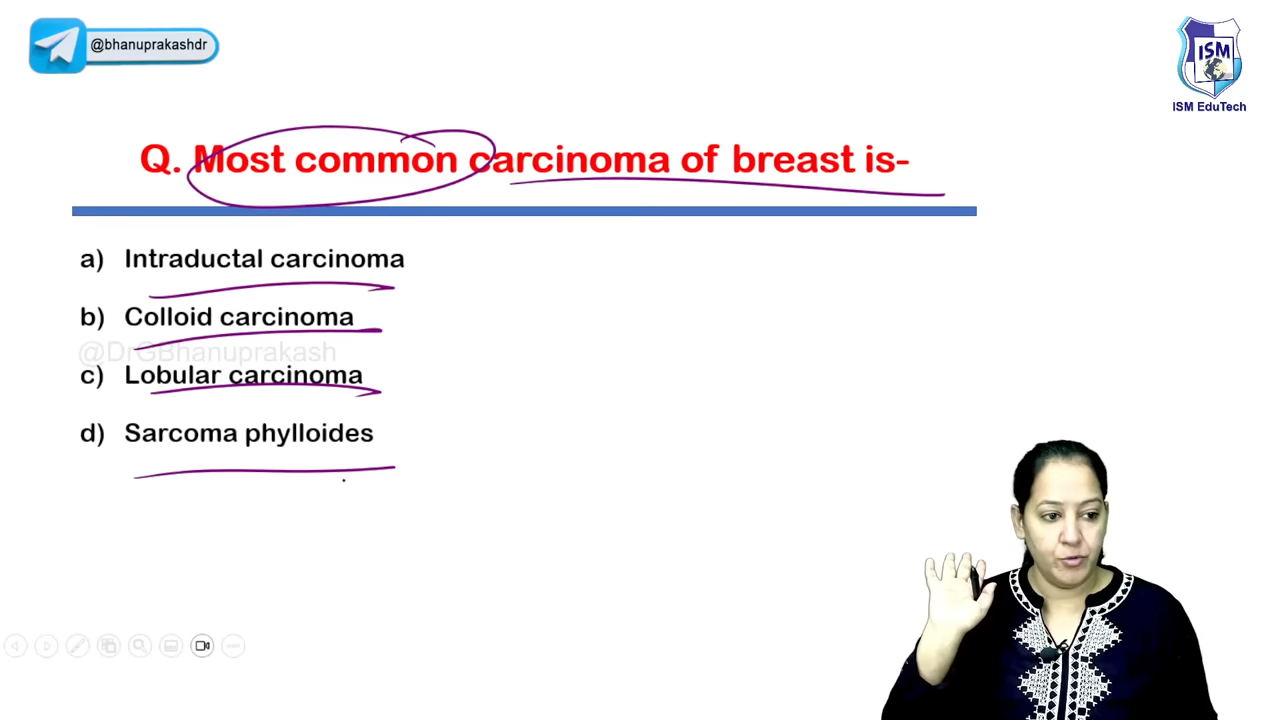 @bhanuprakashdr
ISM
ISM EduTech
Q. Most common carcinoma of breast is-
a) Intraductal carcinoma
b) Colloid carcinoma
@DrGBhanuprakash
c) Lobular carcinoma
d) Sarcoma phylloides